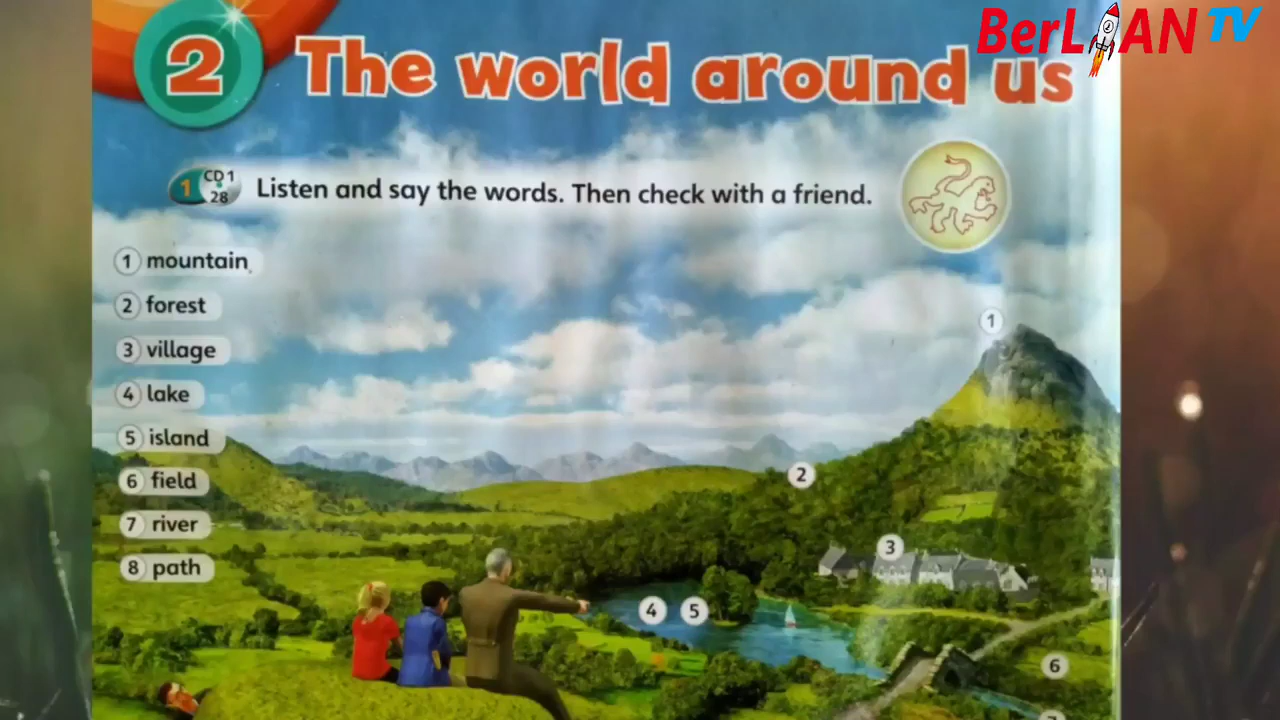 BerLIAN TV
2 The world around us
1 CD 1 28 Listen and say the words. Then check with a friend.
1 mountain
2 forest
3 village
4 lake
5 island
6 field
7 river
8 path
1
2
3
4 5
6